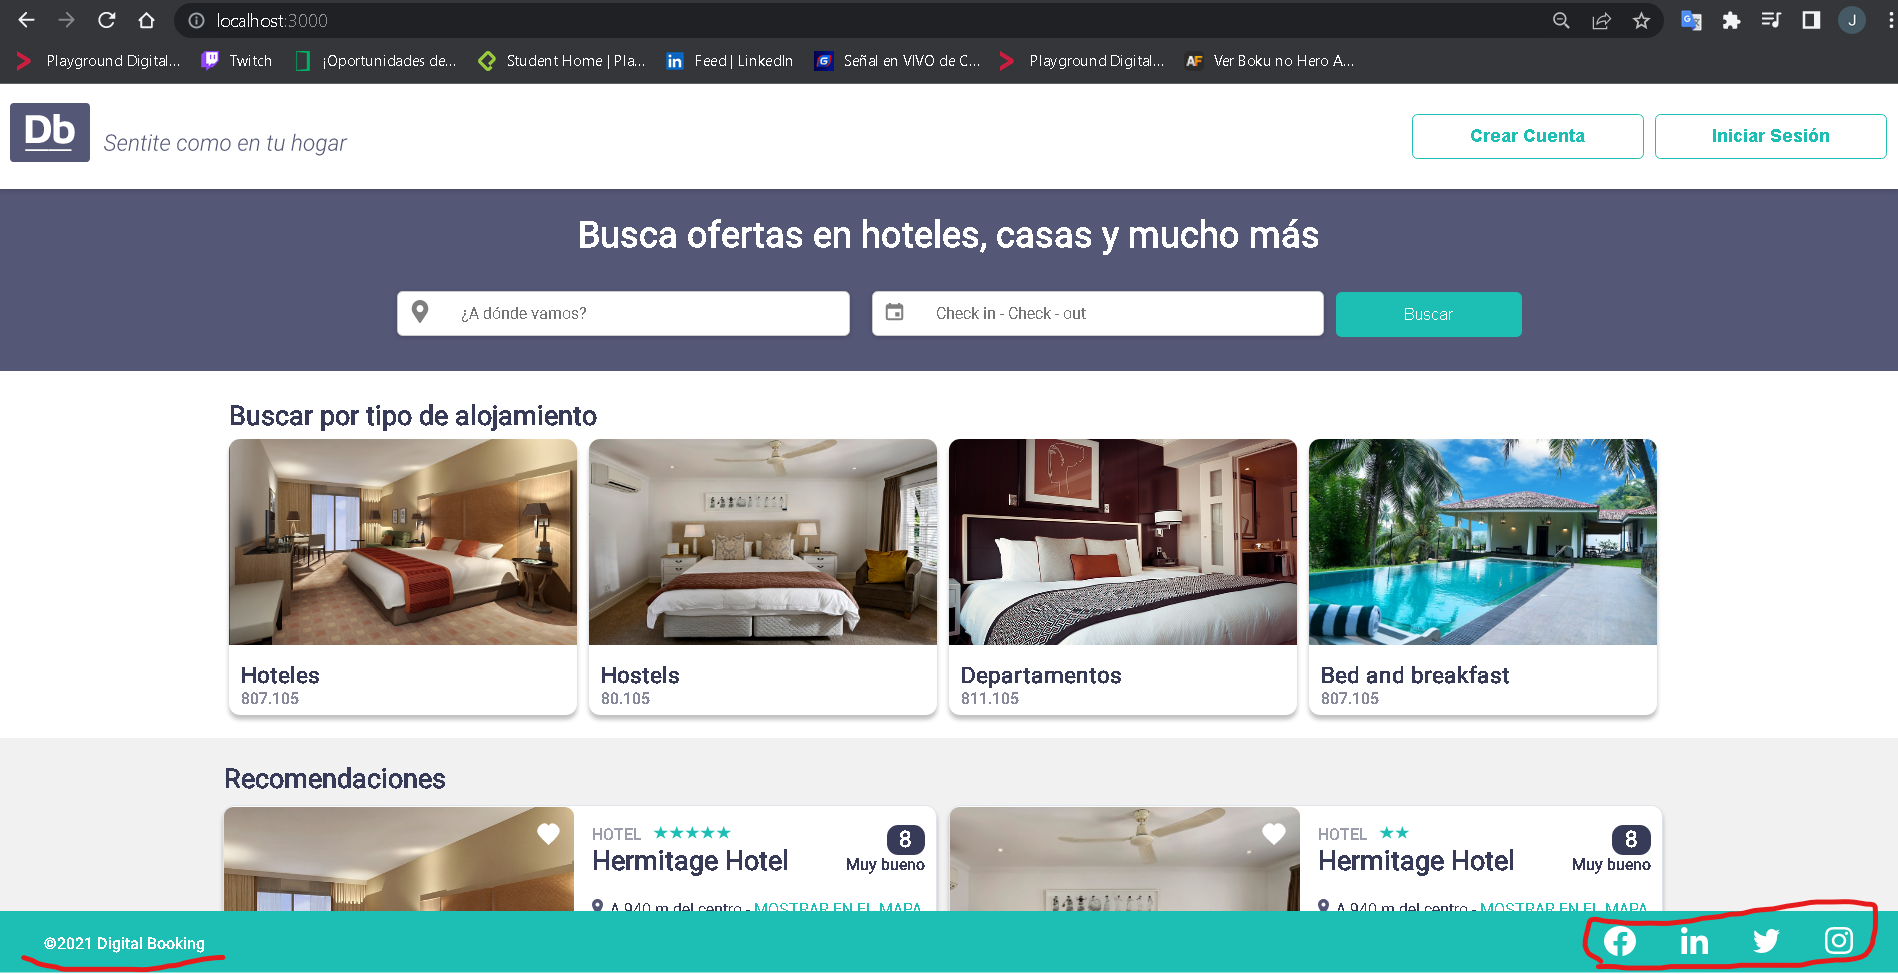 localhost:3000
Playground Digital...
Twitch
¡Oportunidades de...
Student Home | Pla...
Feed | LinkedIn
Señal en VIVO de C...
Playground Digital...
AF
Ver Boku no Hero A...
J
Db
Sentite como en tu hogar
Crear Cuenta
Iniciar Sesión
Busca ofertas en hoteles, casas y mucho más
¿A dónde vamos?
Check in - Check - out
Buscar
Buscar por tipo de alojamiento
Hoteles
807.105
Hostels
80.105
Departamentos
811.105
Bed and breakfast
807.105
Recomendaciones
HOTEL
8
Hermitage Hotel
Muy bueno
A 940 m del centro - MOSTRAR EN EL MAPA
HOTEL
8
Hermitage Hotel
Muy bueno
A 940 m del centro - MOSTRAR EN EL MAPA
©2021 Digital Booking